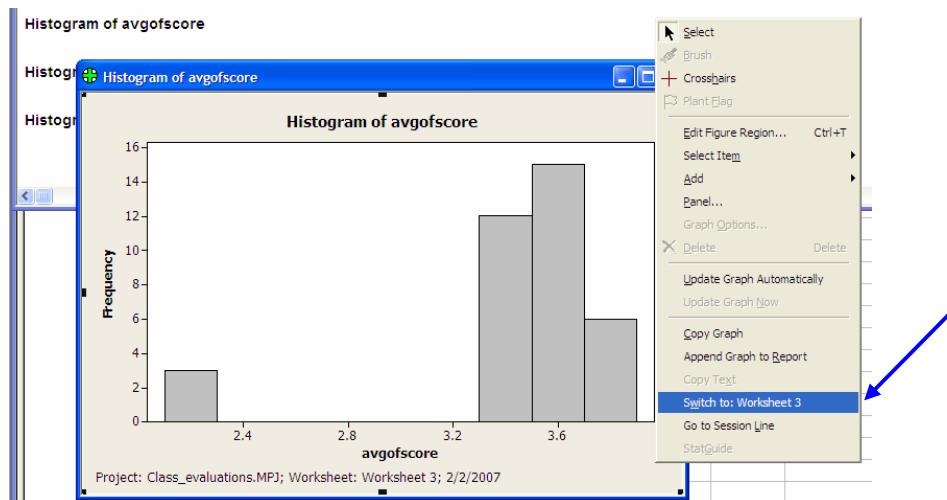 Histogram of avgofscore
Histogr
Histogr
Histogram of avgofscore
Histogram of avgofscore
16
14
12
10
8
6
4
2
0
Frequency
2.4 2.8 3.2 3.6
avgofscore
Project: Class_evaluations.MPJ; Worksheet: Worksheet 3; 2/2/2007
Select
Brush
Crosshairs
Plant Flag
Edit Figure Region... Ctrl+T
Select Item
Add
Panel...
Graph Options...
Delete Delete
Update Graph Automatically
Update Graph Now
Copy Graph
Append Graph to Report
Copy Text
Switch to: Worksheet 3
Go to Session Line
StatGuide